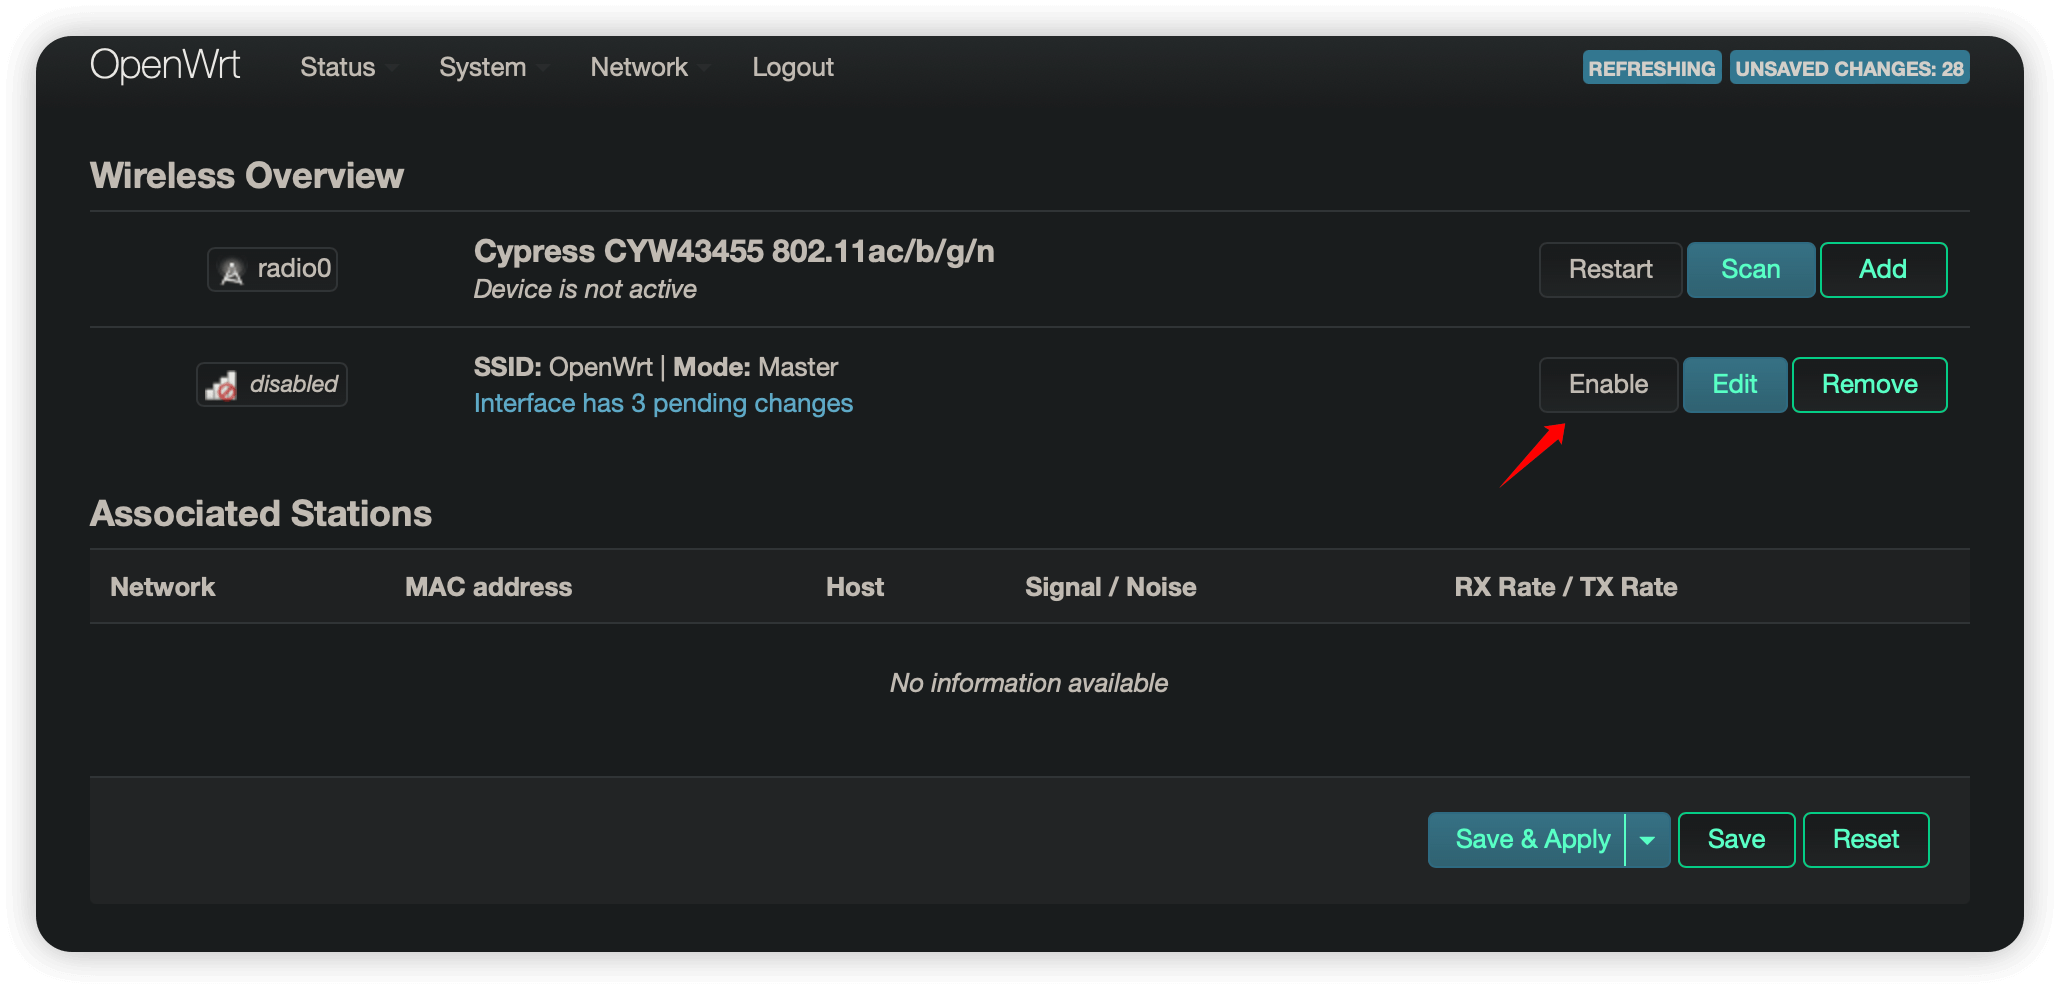 OpenWrt Status System Network Logout REFRESHING UNSAVED CHANGES: 28
Wireless Overview
radio0
Cypress CYW43455 802.11ac/b/g/n
Device is not active
Restart Scan Add
disabled
SSID: OpenWrt | Mode: Master
Interface has 3 pending changes
Enable Edit Remove
Associated Stations
Network MAC address Host Signal / Noise RX Rate / TX Rate
No information available
Save & Apply Save Reset